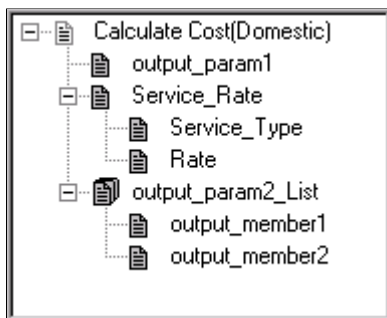 Calculate Cost(Domestic)
output_param1
Service_Rate
Service_Type
Rate
output_param2_List
output_member1
output_member2